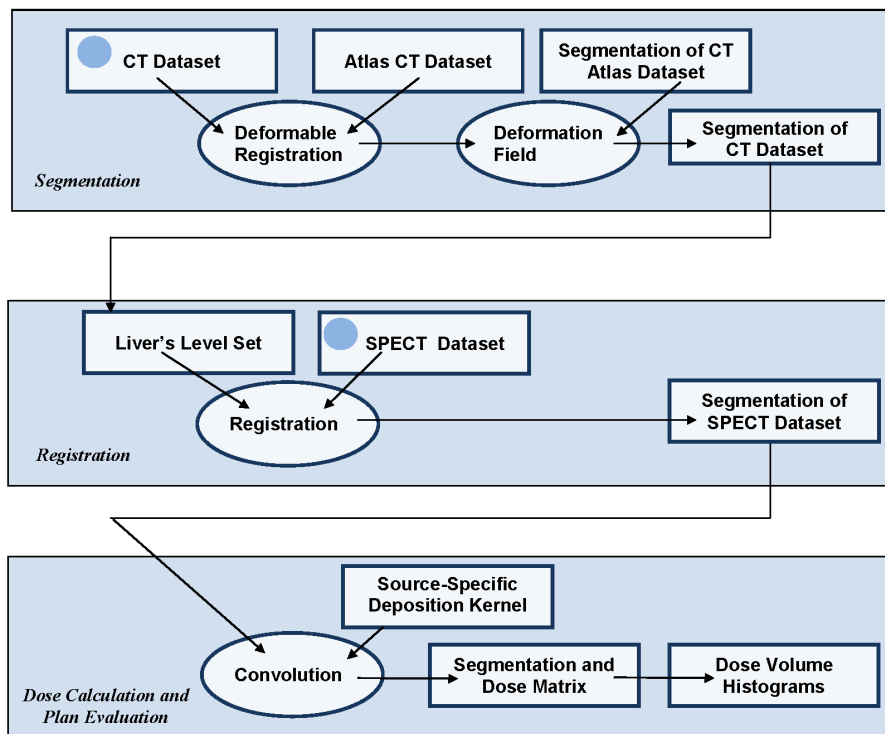 CT Dataset
Atlas CT Dataset
Segmentation of CT
Atlas Dataset
Deformable
Registration
Deformation
Field
Segmentation of
CT Dataset
Segmentation
Liver's Level Set
SPECT Dataset
Registration
Segmentation of
SPECT Dataset
Registration
Source-Specific
Deposition Kernel
Convolution
Segmentation and
Dose Matrix
Dose Volume
Histograms
Dose Calculation and
Plan Evaluation